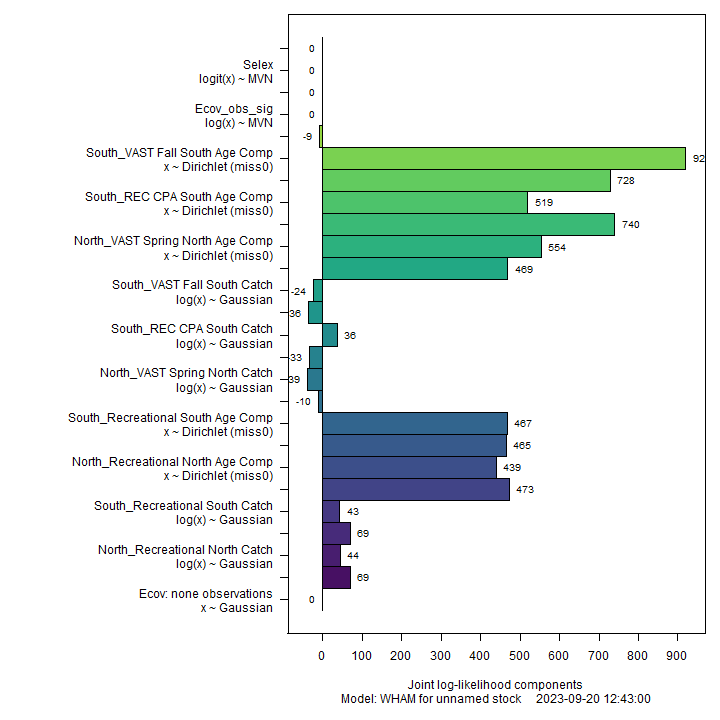 0
Selex
logit(x) ~ MVN
0
0
Ecov_obs_sig
log(x) ~ MVN
0
-9
South_VAST Fall South Age Comp
x ~ Dirichlet (miss0)
92
728
South_REC CPA South Age Comp
x ~ Dirichlet (miss0)
519
740
North_VAST Spring North Age Comp
x ~ Dirichlet (miss0)
554
469
South_VAST Fall South Catch
log(x) ~ Gaussian
-24
36
South_REC CPA South Catch
log(x) ~ Gaussian
36
-33
North_VAST Spring North Catch
log(x) ~ Gaussian
39
-10
South_Recreational South Age Comp
x ~ Dirichlet (miss0)
467
465
North_Recreational North Age Comp
x ~ Dirichlet (miss0)
439
473
South_Recreational South Catch
log(x) ~ Gaussian
43
69
North_Recreational North Catch
log(x) ~ Gaussian
44
69
Ecov: none observations
x ~ Gaussian
0
0 100 200 300 400 500 600 700 800 900
Joint log-likelihood components
Model: WHAM for unnamed stock 2023-09-20 12:43:00